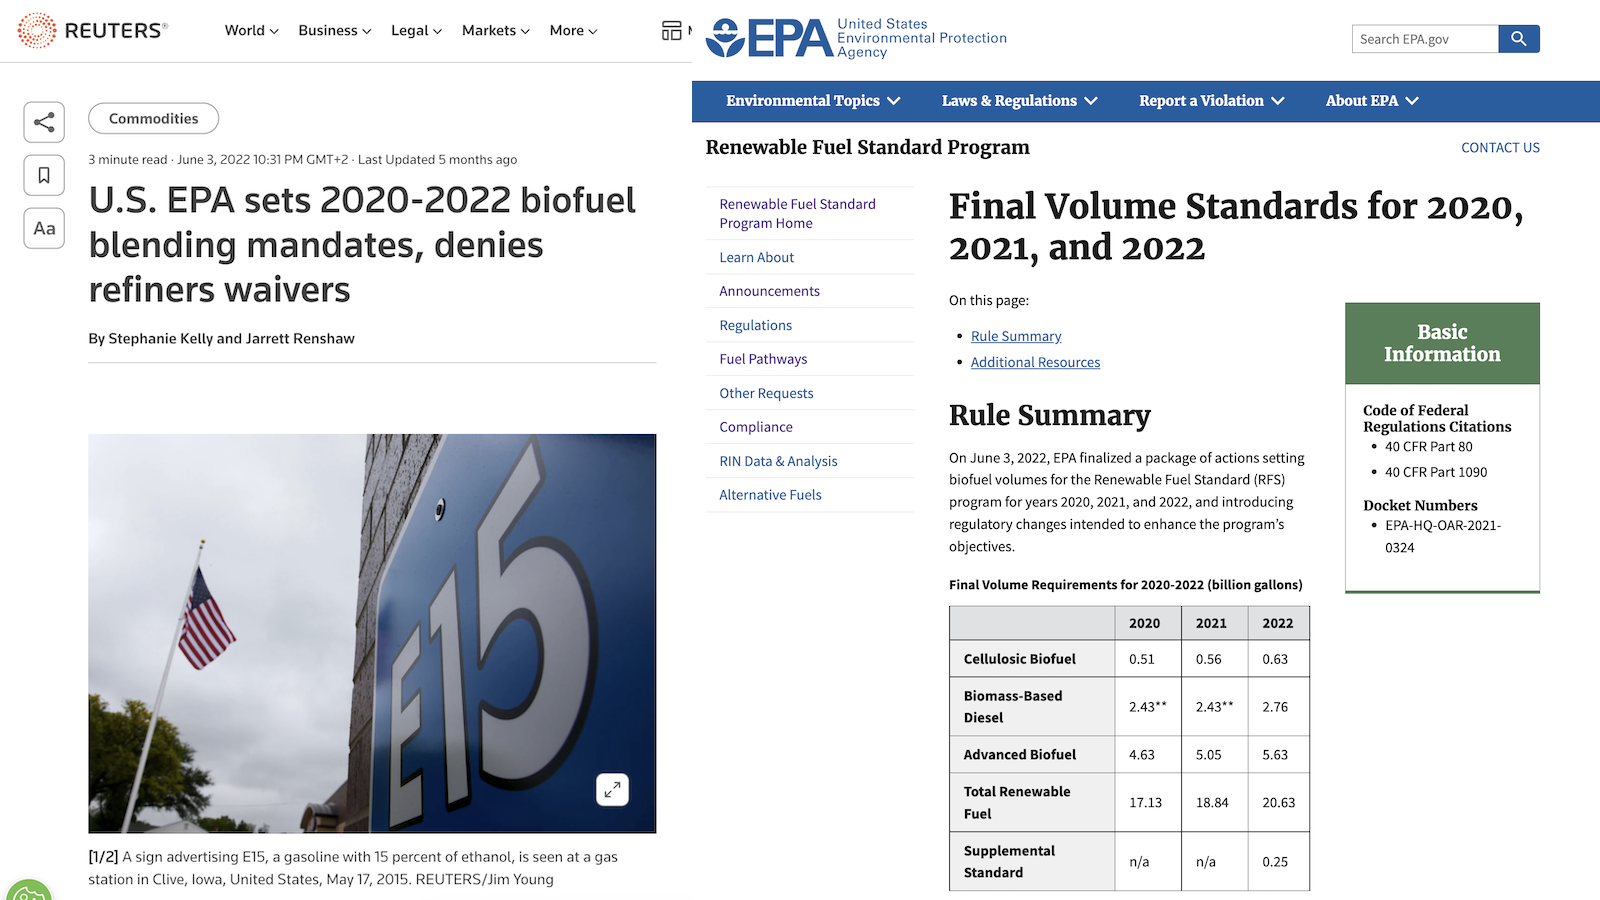 REUTERS®
World
Business
Legal
Markets
More
Commodities
3 minute read · June 3, 2022 10:31 PM GMT+2 · Last Updated 5 months ago
U.S. EPA sets 2020-2022 biofuel
blending mandates, denies
refiners waivers
Aa
By Stephanie Kelly and Jarrett Renshaw
E15
[1/2] A sign advertising E15, a gasoline with 15 percent of ethanol, is seen at a gas
station in Clive, Iowa, United States, May 17, 2015. REUTERS/Jim Young
EPA
United States
Environmental Protection
Agency
Search EPA.gov
Environmental Topics
Laws & Regulations
Report a Violation
About EPA
Renewable Fuel Standard Program
CONTACT US
Renewable Fuel Standard
Program Home
Learn About
Announcements
Regulations
Fuel Pathways
Other Requests
Compliance
RIN Data & Analysis
Alternative Fuels
Final Volume Standards for 2020,
2021, and 2022
On this page:
• Rule Summary
• Additional Resources
Rule Summary
On June 3, 2022, EPA finalized a package of actions setting
biofuel volumes for the Renewable Fuel Standard (RFS)
program for years 2020, 2021, and 2022, and introducing
regulatory changes intended to enhance the program's
objectives.
Final Volume Requirements for 2020-2022 (billion gallons)
2020 2021 2022
Cellulosic Biofuel 0.51 0.56 0.63
Biomass-Based
Diesel 2.43** 2.43** 2.76
Advanced Biofuel 4.63 5.05 5.63
Total Renewable
Fuel 17.13 18.84 20.63
Supplemental
Standard n/a n/a 0.25
Basic
Information
Code of Federal
Regulations Citations
• 40 CFR Part 80
• 40 CFR Part 1090
Docket Numbers
• EPA-HQ-OAR-2021-
0324